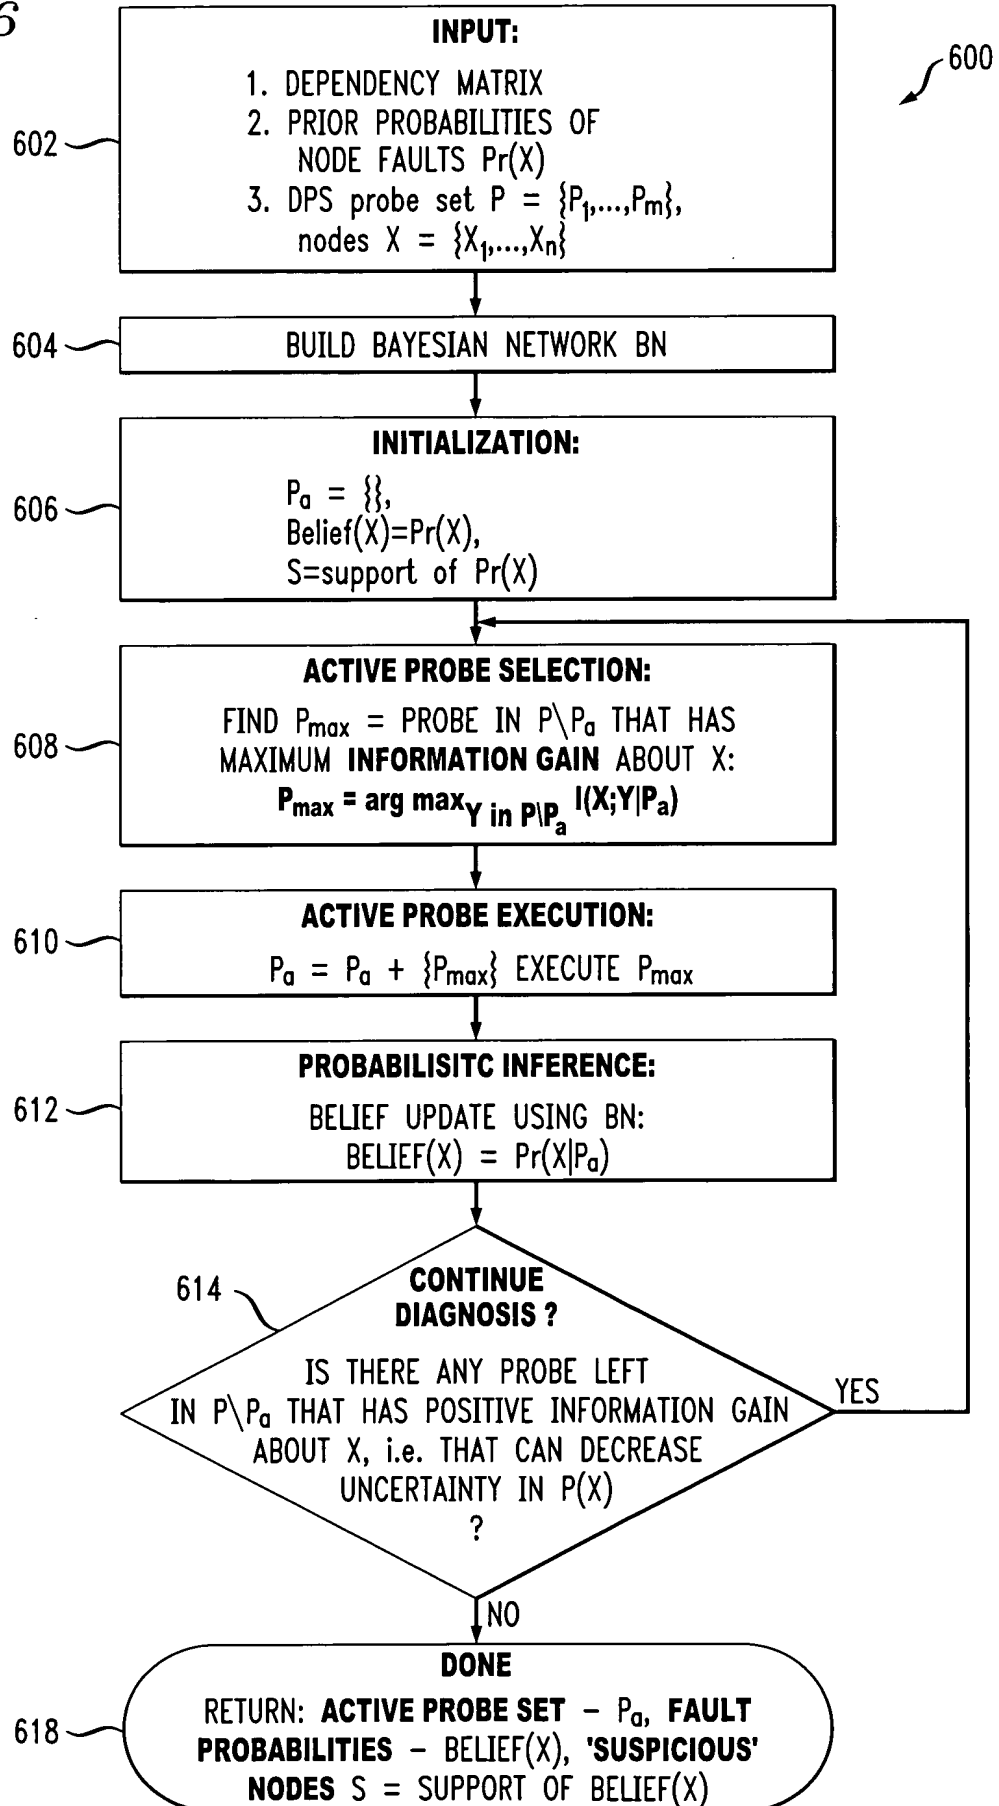 6
600
602
INPUT:
1. DEPENDENCY MATRIX
2. PRIOR PROBABILITIES OF
NODE FAULTS Pr(X)
3. DPS probe set P = {P1,...,Pm},
nodes X = {X1,...,Xn}
604
BUILD BAYESIAN NETWORK BN
606
INITIALIZATION:
Pa = {},
Belief(X)=Pr(X),
S=support of Pr(X)
608
ACTIVE PROBE SELECTION:
FIND Pmax = PROBE IN P\Pa THAT HAS
MAXIMUM INFORMATION GAIN ABOUT X:
Pmax = arg max Y in P\Pa I(X;Y|Pa)
610
ACTIVE PROBE EXECUTION:
Pa = Pa + {Pmax} EXECUTE Pmax
612
PROBABILISITC INFERENCE:
BELIEF UPDATE USING BN:
BELIEF(X) = Pr(X|Pa)
614
CONTINUE
DIAGNOSIS ?
IS THERE ANY PROBE LEFT
IN P\Pa THAT HAS POSITIVE INFORMATION GAIN
ABOUT X, i.e. THAT CAN DECREASE
UNCERTAINTY IN P(X)
?
YES
NO
618
DONE
RETURN: ACTIVE PROBE SET - Pa, FAULT
PROBABILITIES - BELIEF(X), 'SUSPICIOUS'
NODES S = SUPPORT OF BELIEF(X)